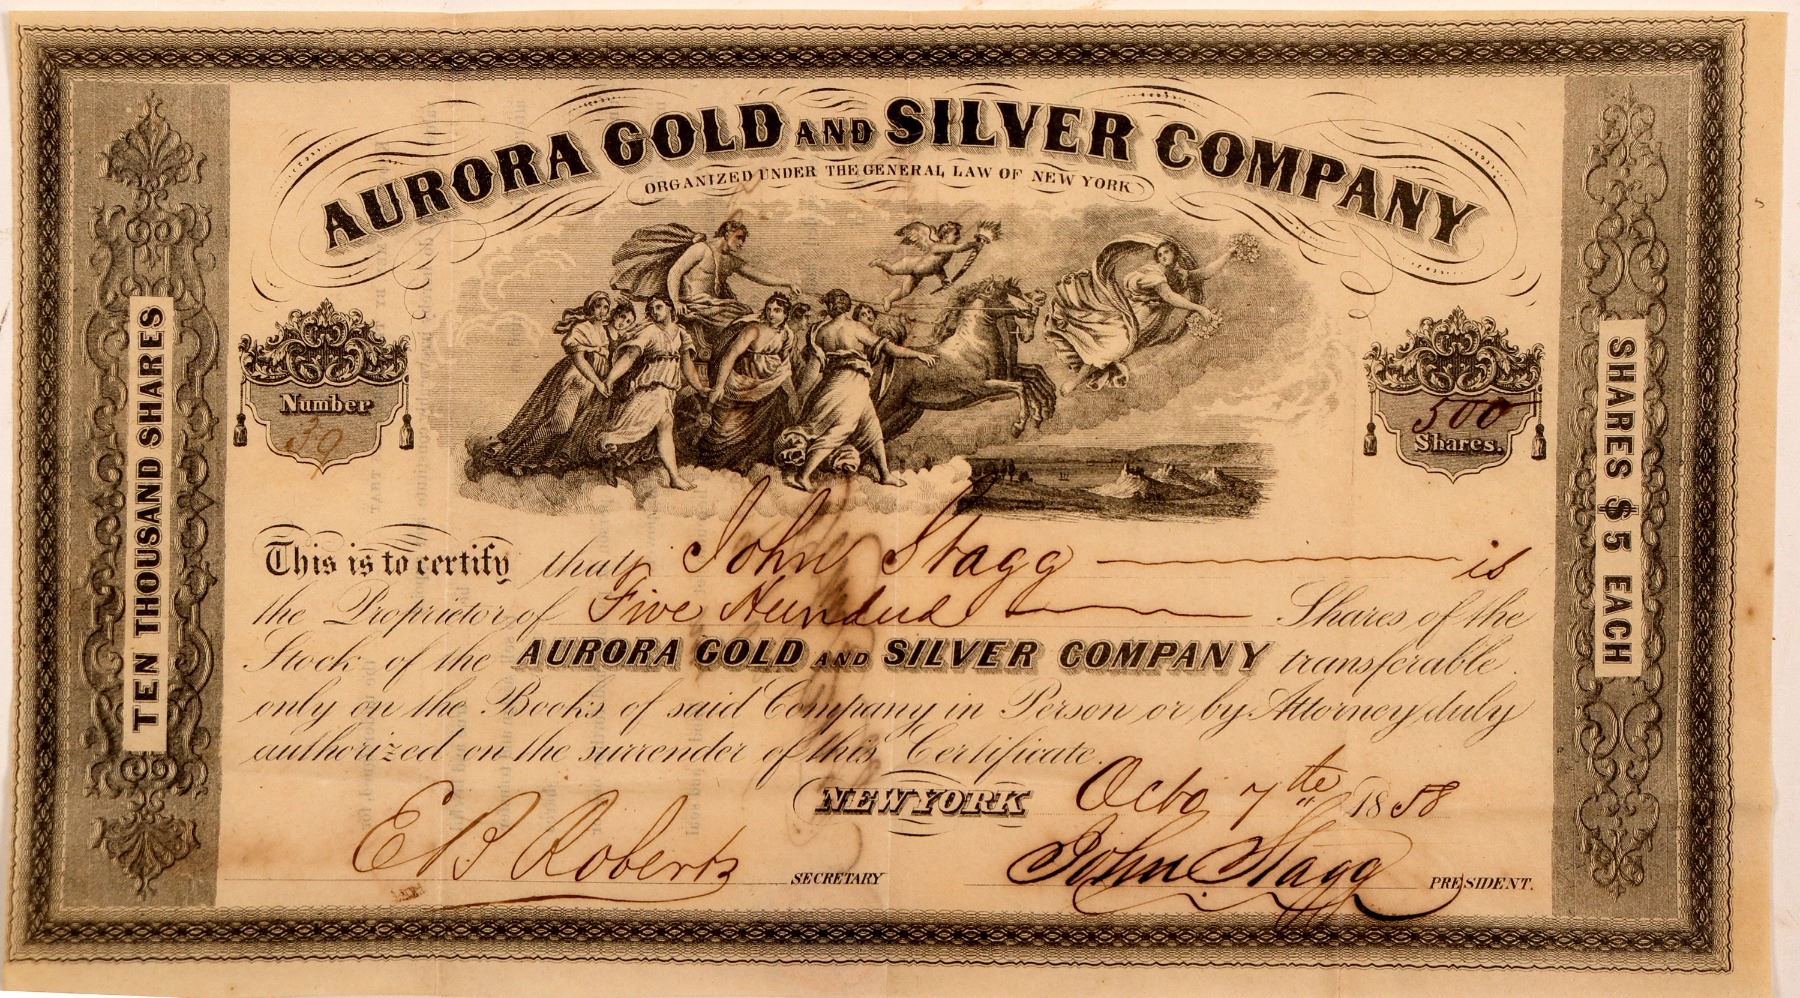 AURORA GOLD AND SILVER COMPANY
ORGANIZED UNDER THE GENERAL LAW OF NEW YORK
TEN THOUSAND SHARES
SHARES $5 EACH
Number
39
500
Shares.
This is to certify that John Stagg is
the Proprietor of Five Hundred Shares of the
Stock of the AURORA GOLD AND SILVER COMPANY transferable
only on the Books of said Company in Person or by Attorney duly
authorized on the surrender of this Certificate.
NEW YORK Octo 7th 1858
E B Roberts SECRETARY
John Stagg PRESIDENT.